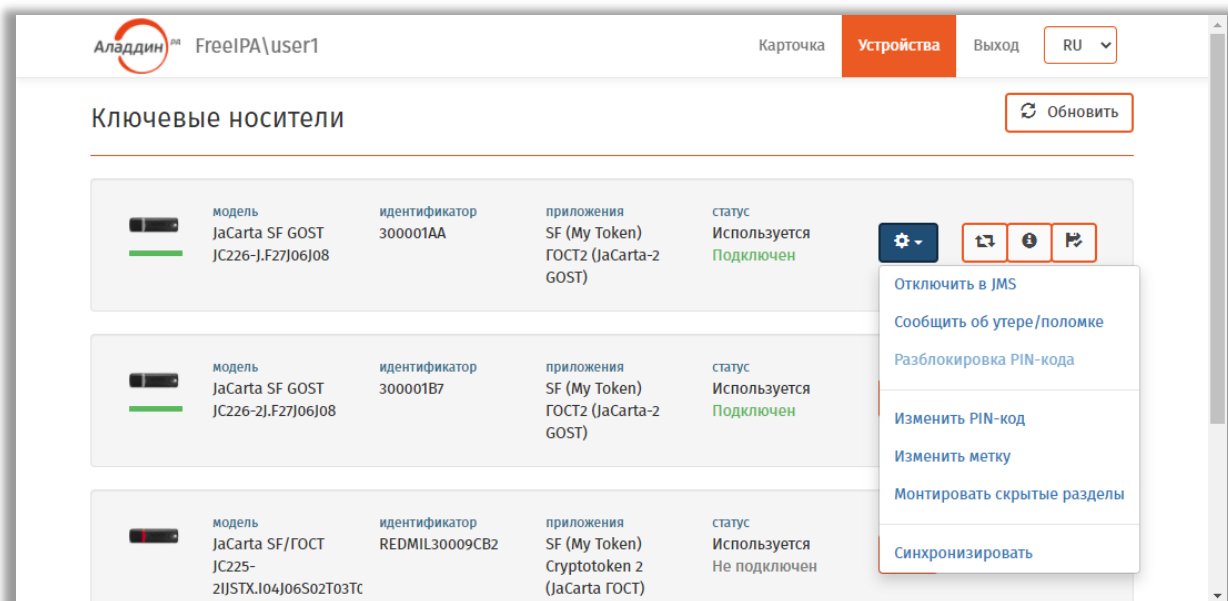 Аладдин РД FreeIPA\user1 Карточка Устройства Выход RU
Ключевые носители
Обновить
модель
JaCarta SF GOST
JC226-J.F27J06J08
идентификатор
300001AA
приложения
SF (My Token)
ГОСТ2 (JaCarta-2
GOST)
статус
Используется
Подключен
Отключить в JMS
Сообщить об утере/поломке
Разблокировка PIN-кода
Изменить PIN-код
Изменить метку
Монтировать скрытые разделы
Синхронизировать
модель
JaCarta SF GOST
JC226-2J.F27J06J08
идентификатор
300001B7
приложения
SF (My Token)
ГОСТ2 (JaCarta-2
GOST)
статус
Используется
Подключен
модель
JaCarta SF/ГОСТ
JC225-
идентификатор
REDMIL30009CB2
приложения
SF (My Token)
Cryptotoken 2
(JaCarta ГОСТ)
статус
Используется
Не подключен